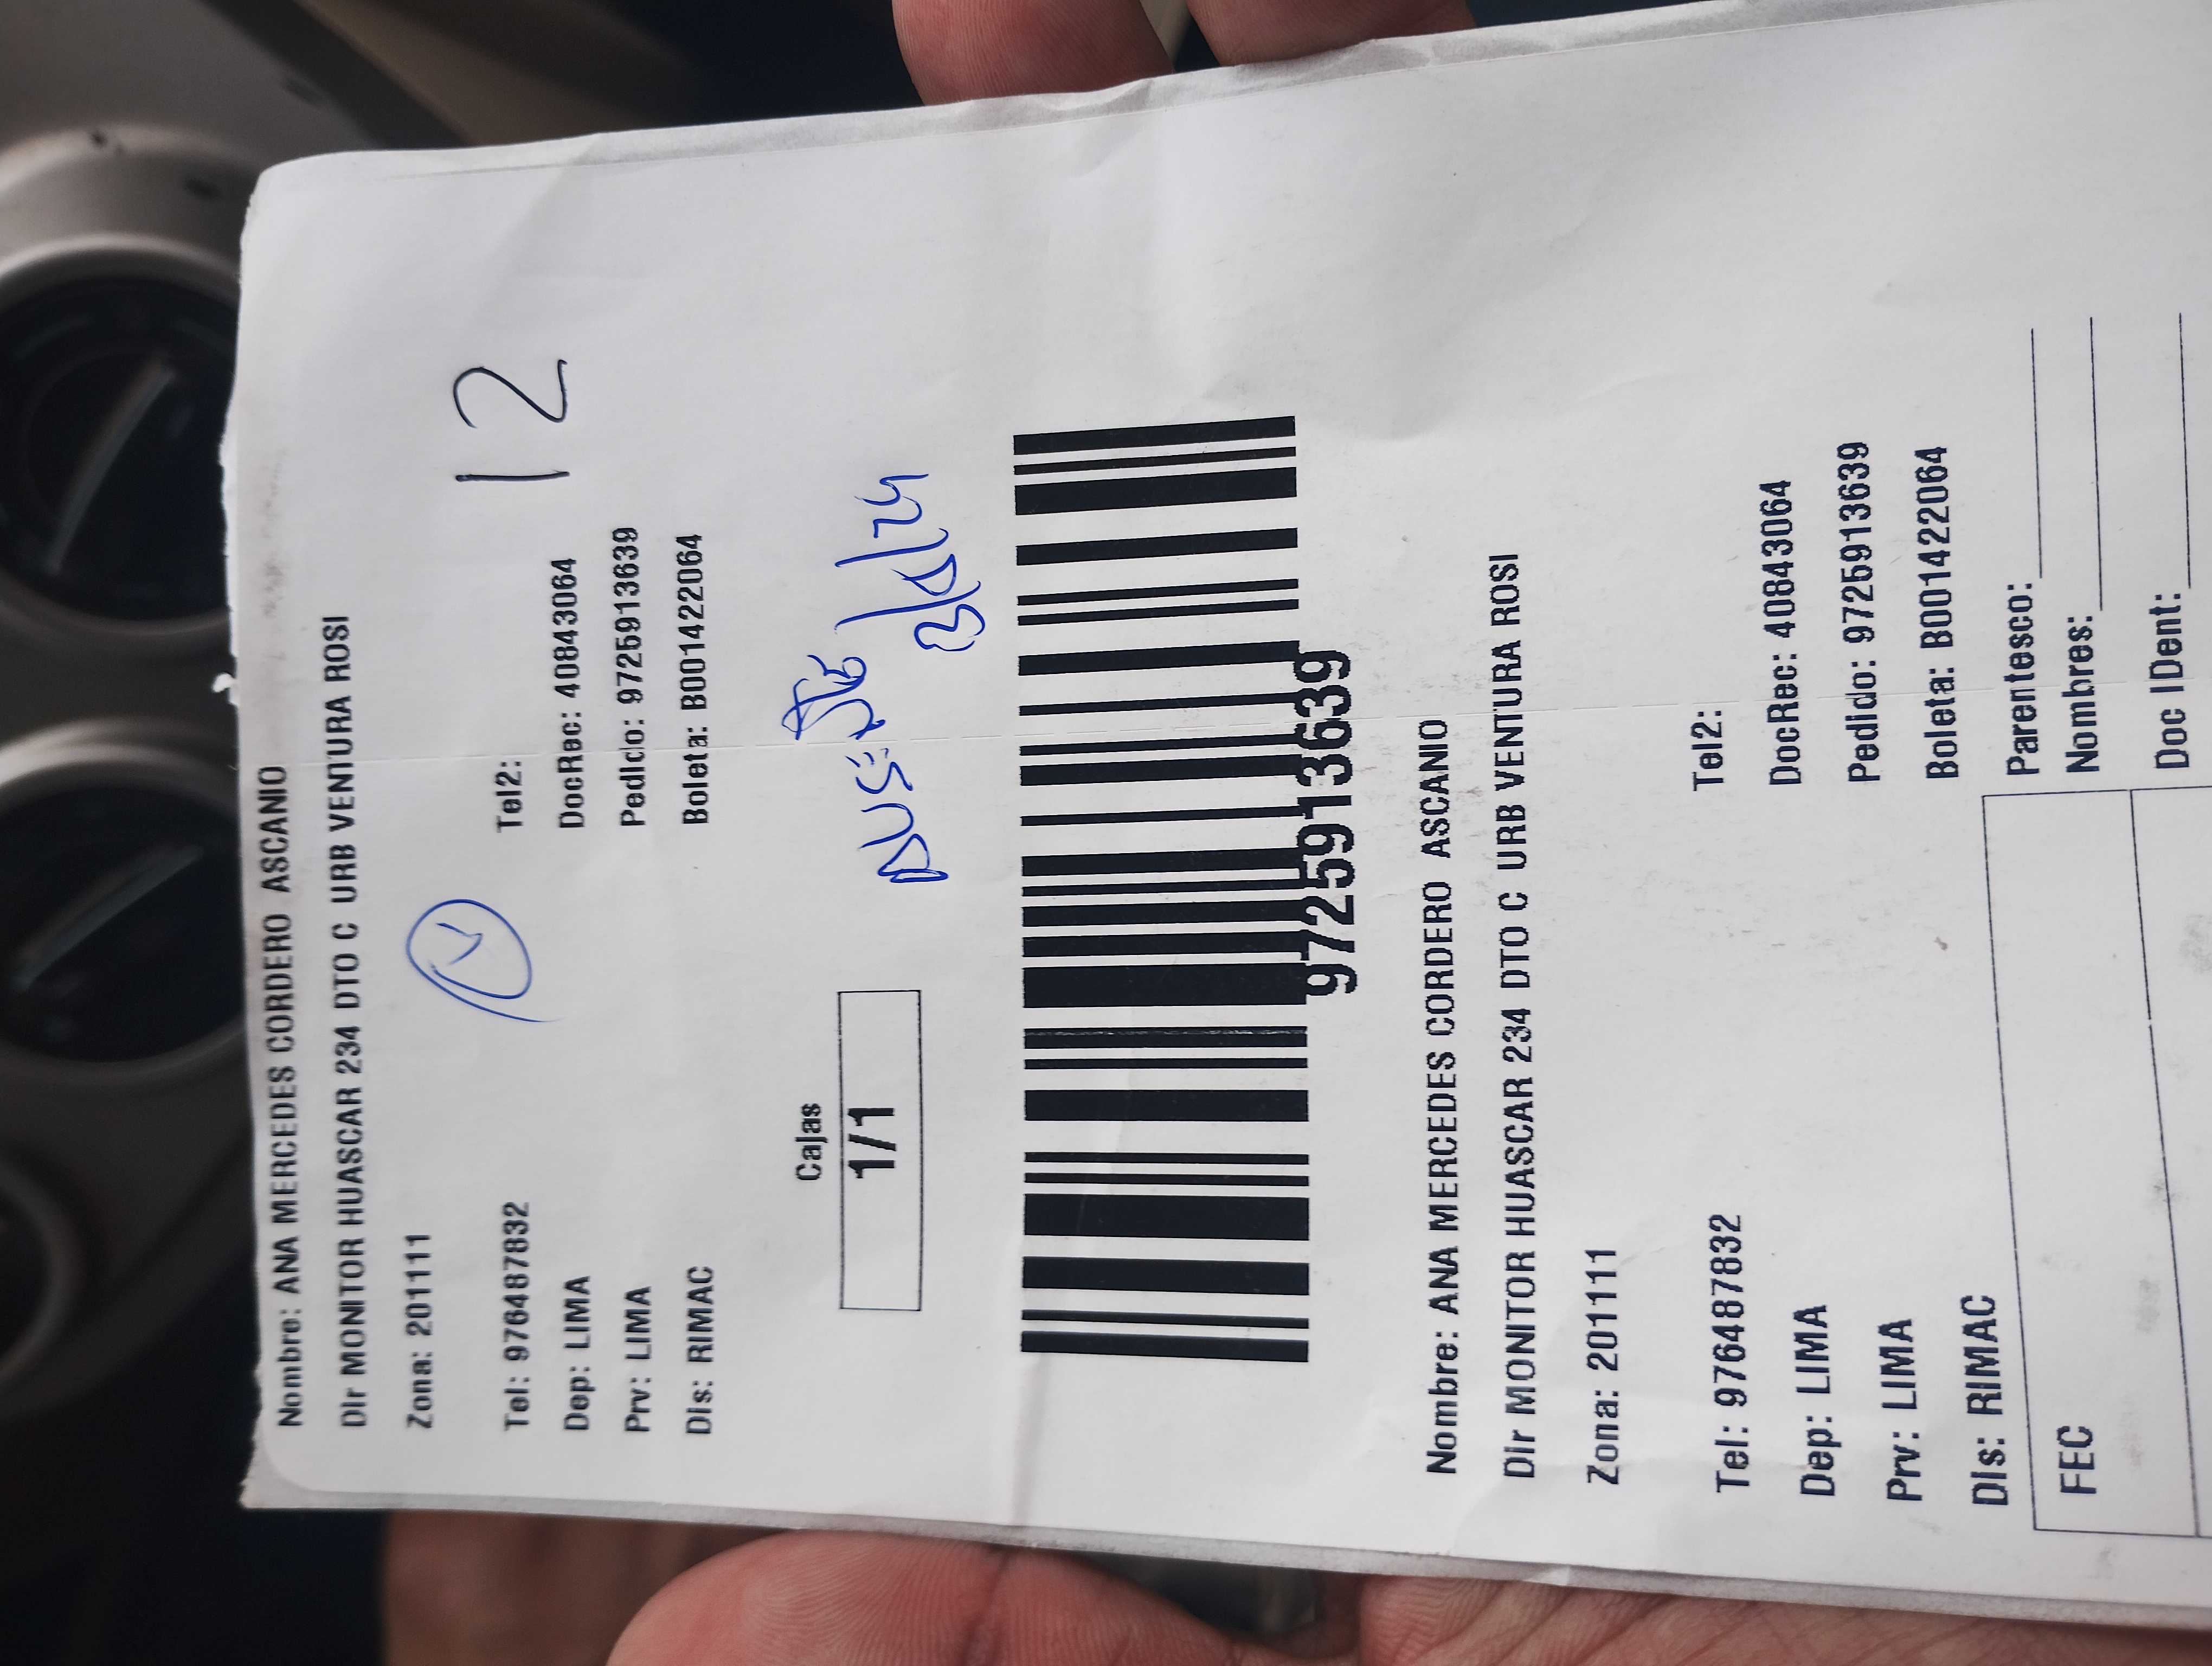 Nombre: ANA MERCEDES CORDERO ASCANIO
DIr MONITOR HUASCAR 234 DTO C URB VENTURA ROSI
Zona: 201111
12
Tel: 976487832 Tel2:
Dep: LIMA DocRec: 40843064
Prv: LIMA PedIdo: 9725913639
DIs: RIMAC Boleta: B001422064
Cajas
1/1
9725913639
Nombre: ANA MERCEDES CORDERO ASCANIO
DIr MONITOR HUASCAR 234 DTO C URB VENTURA ROSI
Zona: 201111
Tel: 976487832 Tel2:
Dep: LIMA DocRec: 40843064
Prv: LIMA PedIdo: 9725913639
DIs: RIMAC Boleta: B001422064
FEC Parentesco:
Nombres:
Doc IDent: